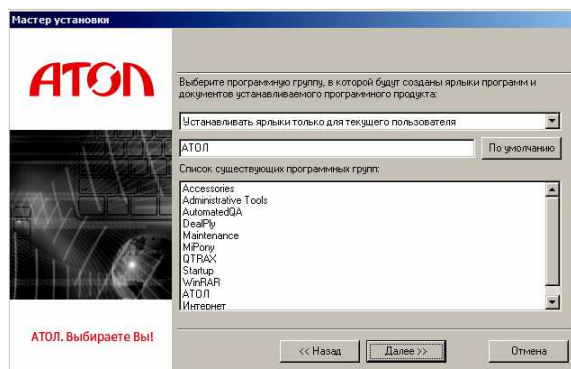 Мастер установки
АТОЛ
Выберите программную группу, в которой будут созданы ярлыки программ и
документов устанавливаемого программного продукта:
Устанавливать ярлыки только для текущего пользователя
АТОЛ
По умолчанию
Список существующих программных групп:
Accessories
Administrative Tools
AutomatedQA
DealPly
Maintenance
MiPony
QTRAX
Startup
WinRAR
АТОЛ
Интернет
АТОЛ. Выбираете Вы!
<< Назад
Далее >>
Отмена